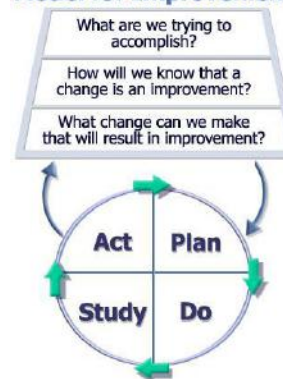 What are we trying to
accomplish?
How will we know that a
change is an improvement?
What change can we make
that will result in improvement?
Act
Plan
Study
Do